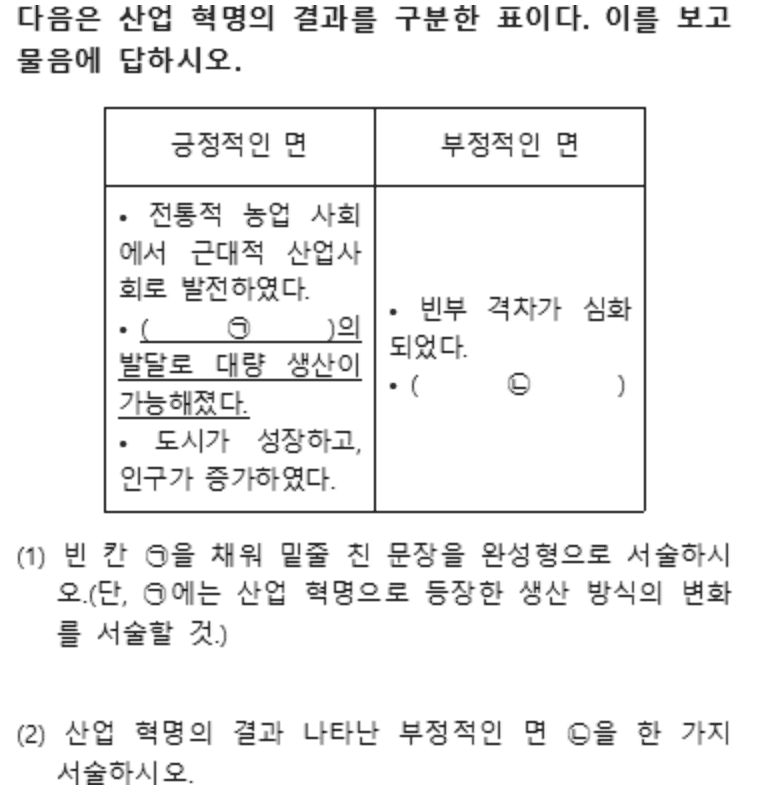 다음은 산업 혁명의 결과를 구분한 표이다. 이를 보고
물음에 답하시오.
긍정적인 면
부정적인 면
• 전통적 농업 사회
에서 근대적 산업사
회로 발전하였다.
• ( ㉠ )의
발달로 대량 생산이
가능해졌다.
• 도시가 성장하고,
인구가 증가하였다.
• 빈부 격차가 심화
되었다.
• ( ㉡ )
(1) 빈 칸 ㉠을 채워 밑줄 친 문장을 완성형으로 서술하시
오.(단, ㉠에는 산업 혁명으로 등장한 생산 방식의 변화
를 서술할 것.)
(2) 산업 혁명의 결과 나타난 부정적인 면 ㉡을 한 가지
서술하시오.